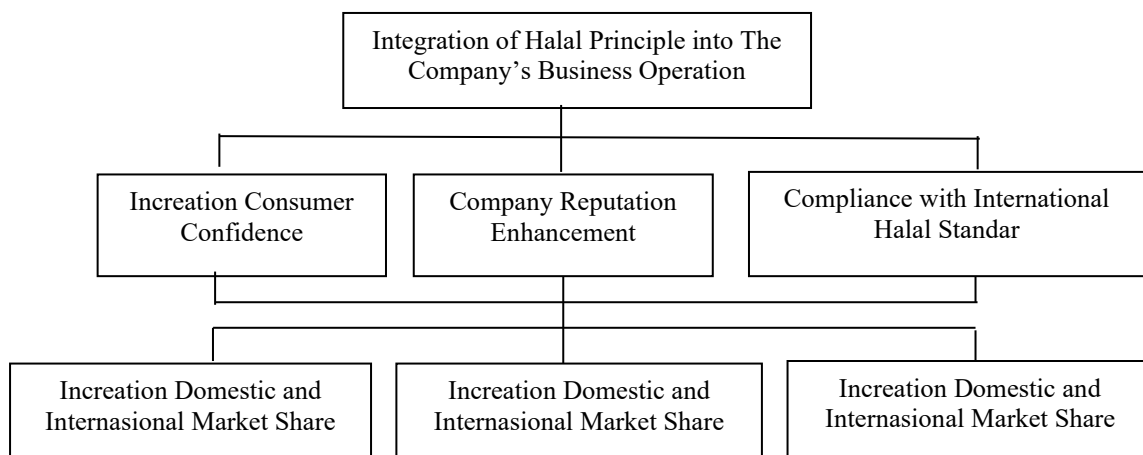 Integration of Halal Principle into The
Company’s Business Operation
Increation Consumer
Confidence
Company Reputation
Enhancement
Compliance with International
Halal Standar
Increation Domestic and
Internasional Market Share
Increation Domestic and
Internasional Market Share
Increation Domestic and
Internasional Market Share